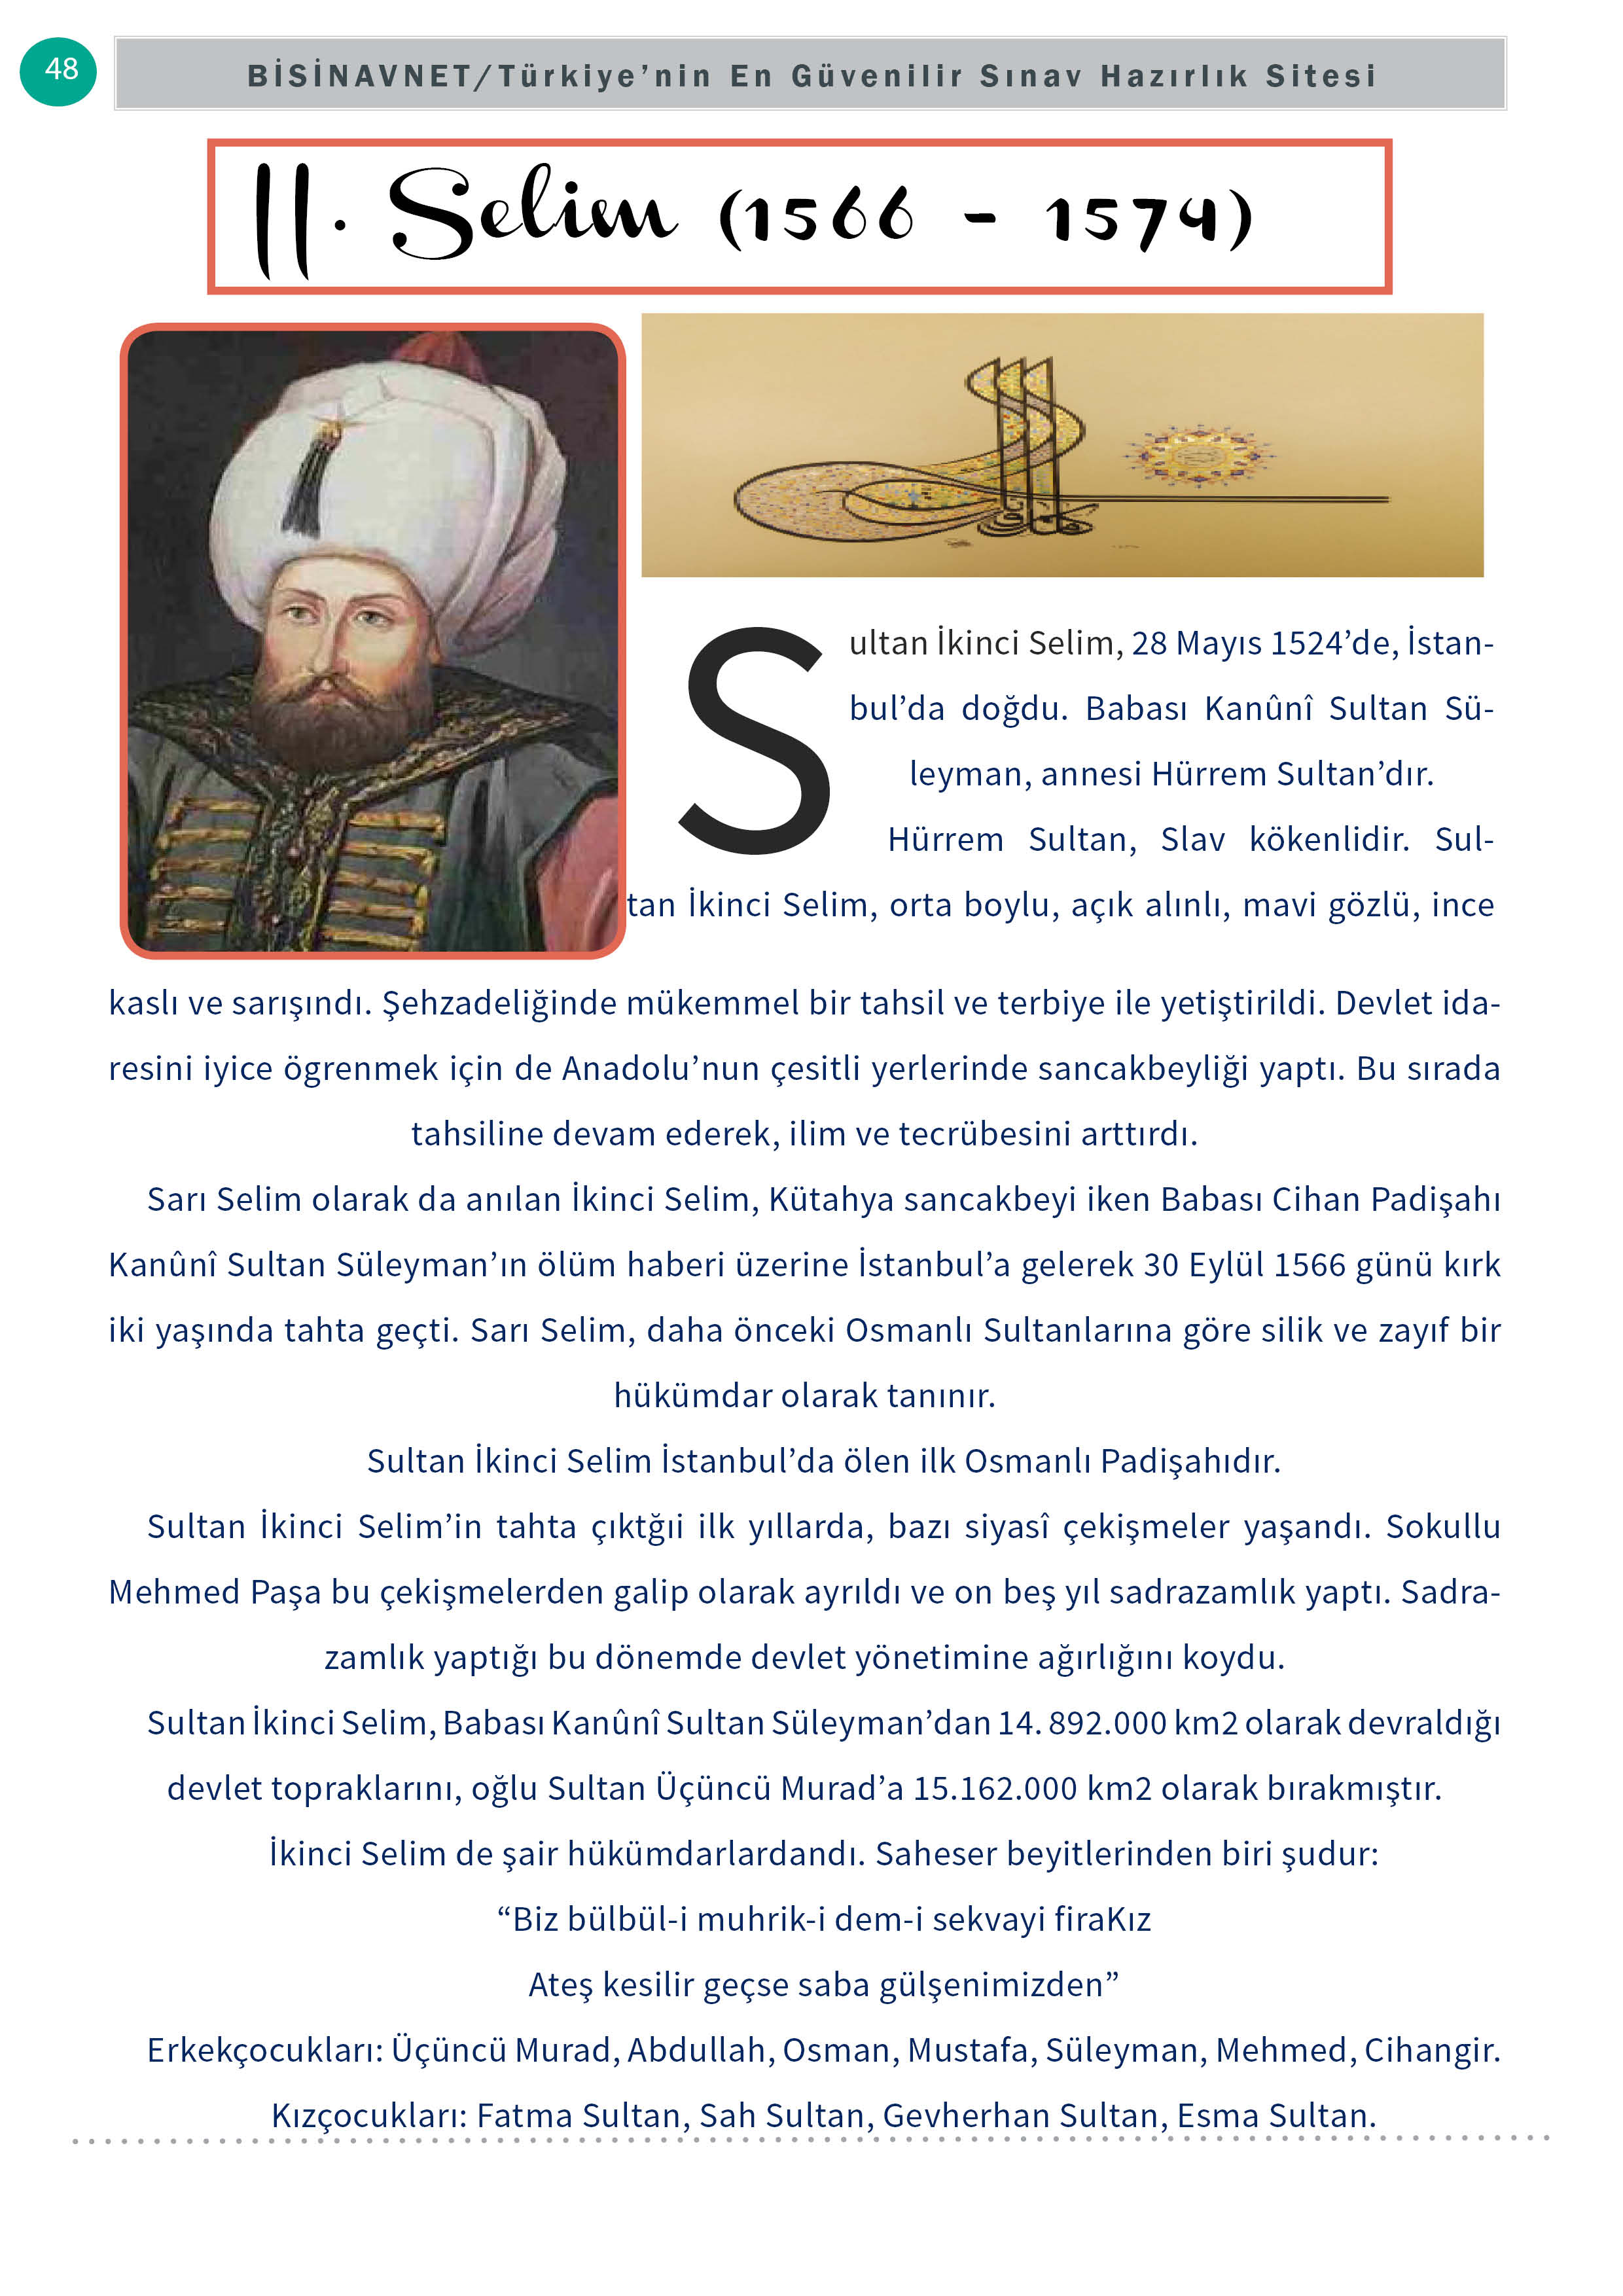 48
BİSİNAVNET/Türkiye’nin En Güvenilir Sınav Hazırlık Sitesi
II. Selim (1566 - 1574)
Sultan İkinci Selim, 28 Mayıs 1524’de, İstan-
bul’da doğdu. Babası Kanûnî Sultan Sü-
leyman, annesi Hürrem Sultan’dır.
Hürrem Sultan, Slav kökenlidir. Sul-
tan İkinci Selim, orta boylu, açık alınlı, mavi gözlü, ince
kaslı ve sarışındı. Şehzadeliğinde mükemmel bir tahsil ve terbiye ile yetiştirildi. Devlet ida-
resini iyice ögrenmek için de Anadolu’nun çesitli yerlerinde sancakbeyliği yaptı. Bu sırada
tahsiline devam ederek, ilim ve tecrübesini arttırdı.
Sarı Selim olarak da anılan İkinci Selim, Kütahya sancakbeyi iken Babası Cihan Padişahı
Kanûnî Sultan Süleyman’ın ölüm haberi üzerine İstanbul’a gelerek 30 Eylül 1566 günü kırk
iki yaşında tahta geçti. Sarı Selim, daha önceki Osmanlı Sultanlarına göre silik ve zayıf bir
hükümdar olarak tanınır.
Sultan İkinci Selim İstanbul’da ölen ilk Osmanlı Padişahıdır.
Sultan İkinci Selim’in tahta çıktğıi ilk yıllarda, bazı siyasî çekişmeler yaşandı. Sokullu
Mehmed Paşa bu çekişmelerden galip olarak ayrıldı ve on beş yıl sadrazamlık yaptı. Sadra-
zamlık yaptığı bu dönemde devlet yönetimine ağırlığını koydu.
Sultan İkinci Selim, Babası Kanûnî Sultan Süleyman’dan 14. 892.000 km2 olarak devraldığı
devlet topraklarını, oğlu Sultan Üçüncü Murad’a 15.162.000 km2 olarak bırakmıştır.
İkinci Selim de şair hükümdarlardandı. Saheser beyitlerinden biri şudur:
“Biz bülbül-i muhrik-i dem-i sekvayi firaKız
Ateş kesilir geçse saba gülşenimizden”
Erkekçocukları: Üçüncü Murad, Abdullah, Osman, Mustafa, Süleyman, Mehmed, Cihangir.
Kızçocukları: Fatma Sultan, Sah Sultan, Gevherhan Sultan, Esma Sultan.